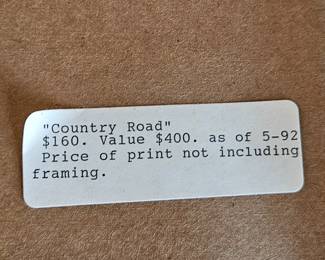 "Country Road"
$160. Value $400. as of 5-92
Price of print not including
framing.